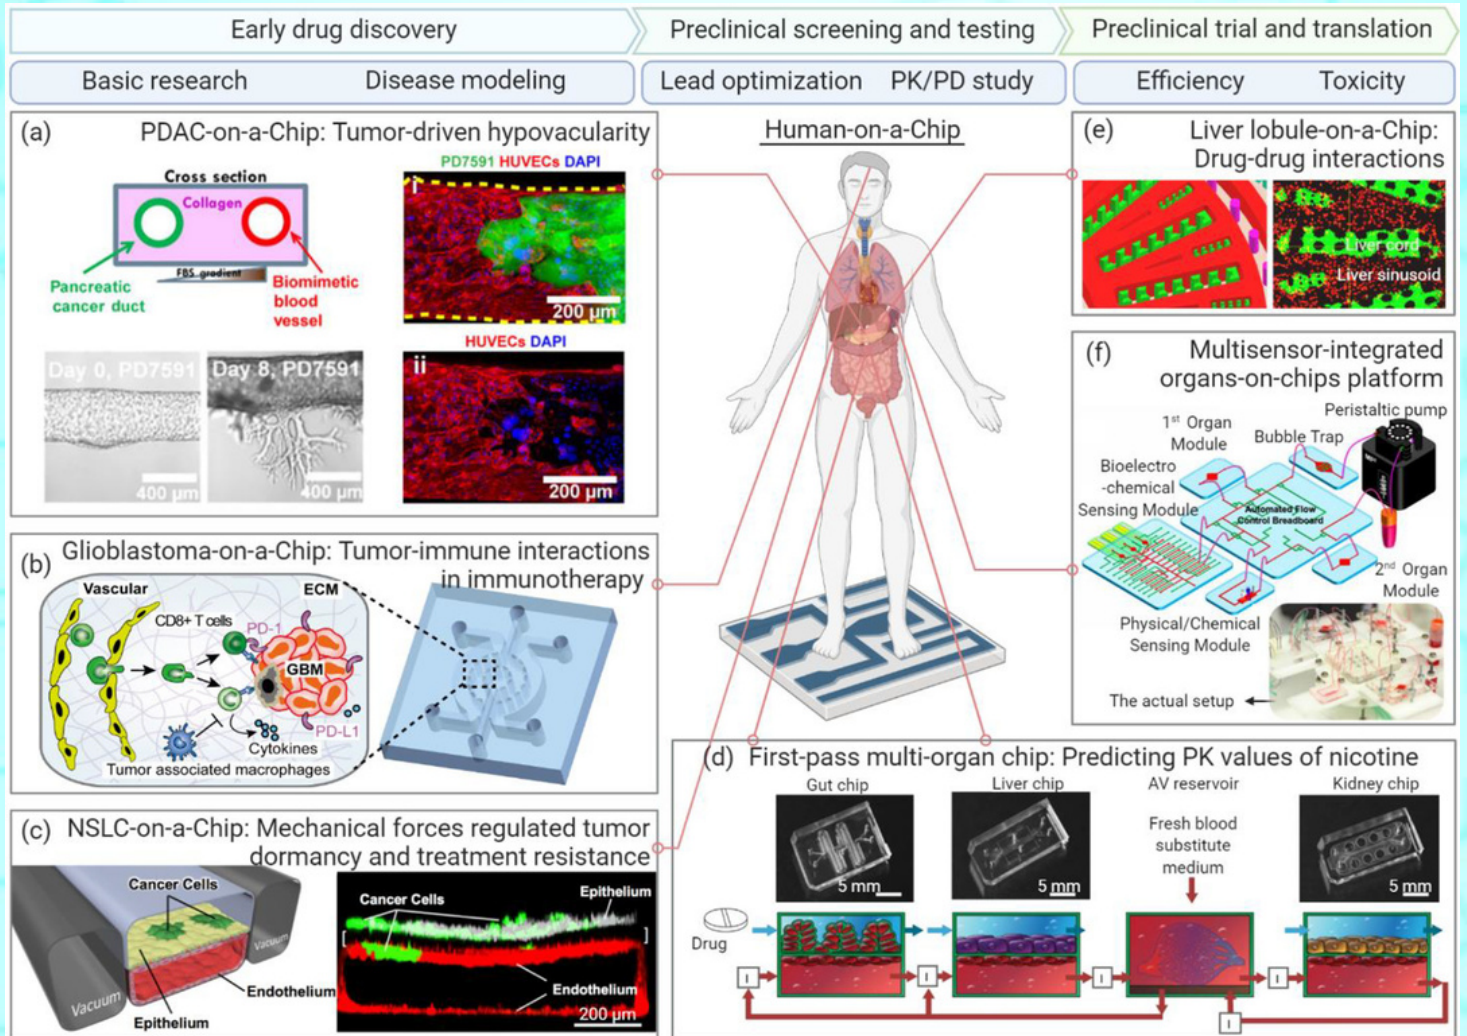 Early drug discovery
Preclinical screening and testing
Preclinical trial and translation
Basic research
Disease modeling
Lead optimization
PK/PD study
Efficiency
Toxicity
(a)
PDAC-on-a-Chip: Tumor-driven hypovacularity
Cross section
Collagen
FBS gradient
Pancreatic
cancer duct
Biomimetic
blood
vessel
PD7591 HUVECs DAPI
i
200 µm
Day 0, PD7591
400 µm
Day 8, PD7591
400 µm
HUVECs DAPI
ii
200 µm
(b)
Glioblastoma-on-a-Chip: Tumor-immune interactions
in immunotherapy
Vascular
ECM
CD8+ T cells
PD-1
GBM
PD-L1
Cytokines
Tumor associated macrophages
(c)
NSLC-on-a-Chip: Mechanical forces regulated tumor
dormancy and treatment resistance
Cancer Cells
Vacuum
Vacuum
Endothelium
Epithelium
Cancer Cells
Epithelium
[ ]
Endothelium
200 µm
Human-on-a-Chip
(e)
Liver lobule-on-a-Chip:
Drug-drug interactions
Liver cord
Liver sinusoid
(f)
Multisensor-integrated
organs-on-chips platform
Peristaltic pump
1st Organ
Module
Bubble Trap
Bioelectro
-chemical
Sensing Module
Automated Flow
Control Breadboard
2nd Organ
Module
Physical/Chemical
Sensing Module
The actual setup
(d)
First-pass multi-organ chip: Predicting PK values of nicotine
Gut chip
Liver chip
AV reservoir
Kidney chip
Fresh blood
substitute
medium
5 mm
5 mm
5 mm
Drug
I
I
I
I
I